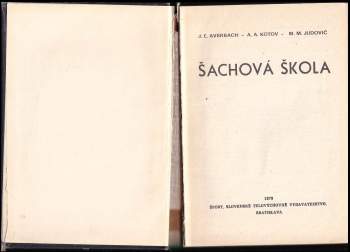 J. C. AVERBACH – A. A. KOTOV – M. M. JUDOVIČ
ŠACHOVÁ ŠKOLA
1979
ŠPORT, SLOVENSKÉ TELOVÝCHOVNÉ VYDAVATEĽSTVO,
BRATISLAVA